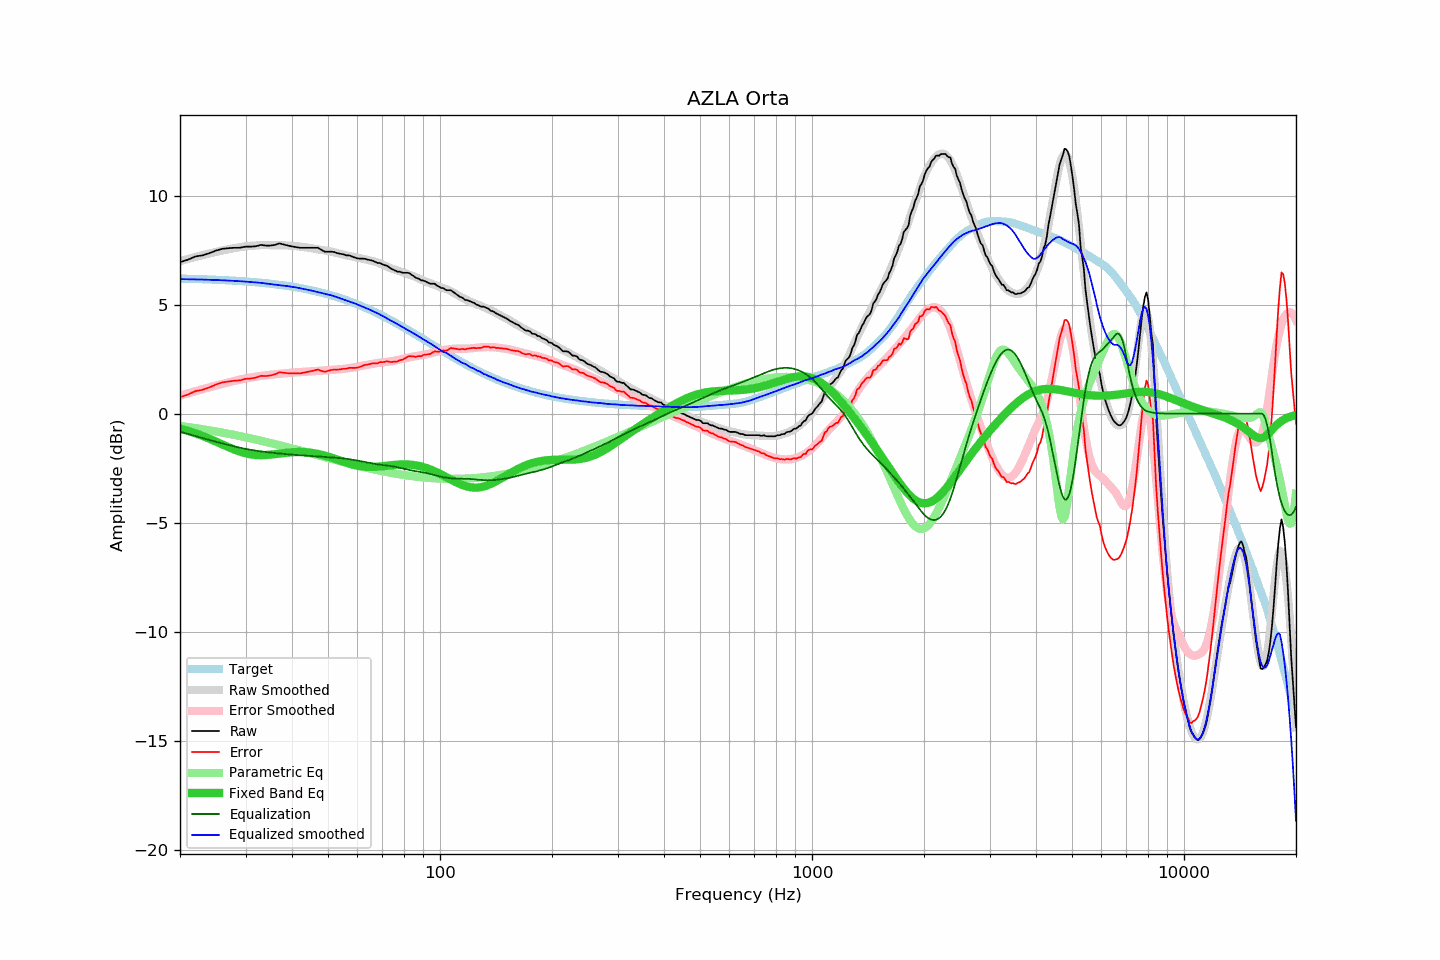 AZLA Orta
Amplitude (dBr)
10
5
0
−5
−10
−15
−20
Target
Raw Smoothed
Error Smoothed
Raw
Error
Parametric Eq
Fixed Band Eq
Equalization
Equalized smoothed
100
1000
10000
Frequency (Hz)